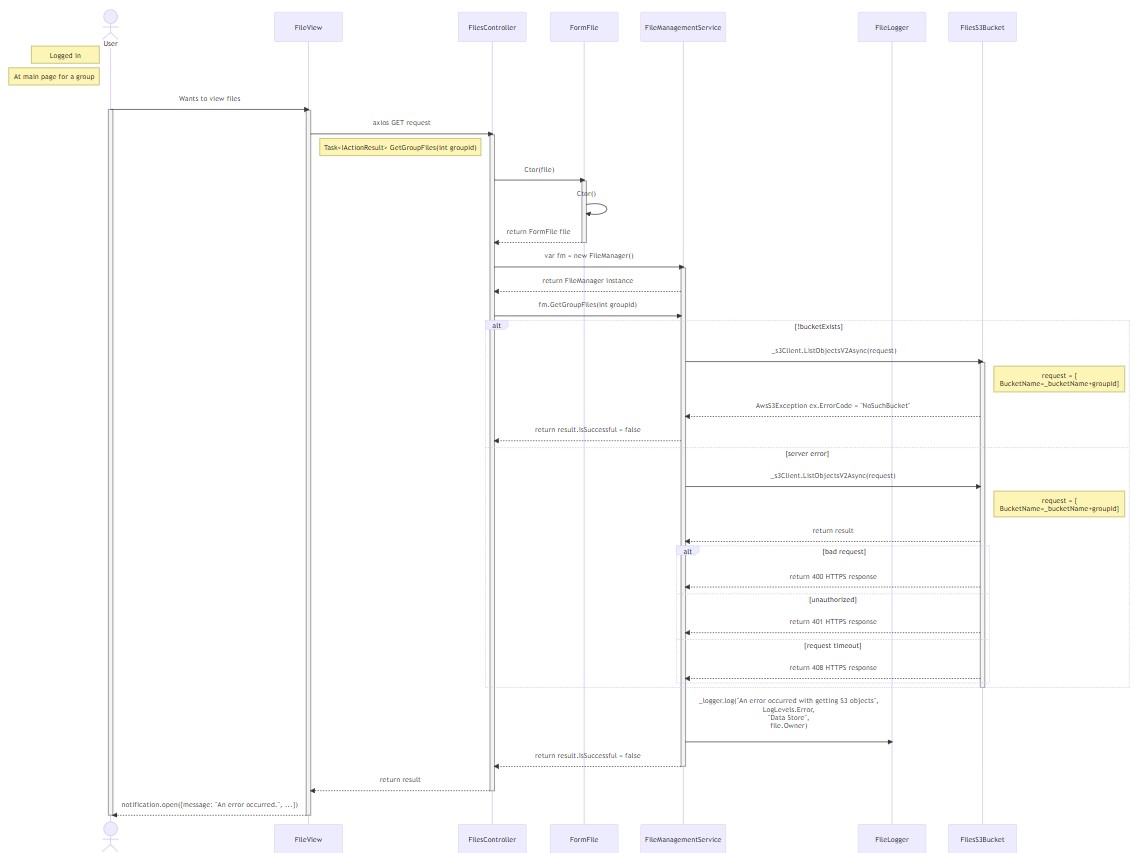 FileView
FilesController
FormFile
FileManagementService
FileLogger
FilesS3Bucket
User
Logged in
At main page for a group
Wants to view files
axios GET request
Task<IActionResult> GetGroupFiles(int groupId)
Ctor(file)
Ctor()
return FormFile file
var fm = new FileManager()
return FileManager instance
fm.GetGroupFiles(int groupId)
alt
[!bucketExists]
_s3Client.ListObjectsV2Async(request)
request = [
BucketName=_bucketName+groupId]
AwsS3Exception ex.ErrorCode = "NoSuchBucket"
return result.IsSuccessful = false
[server error]
_s3Client.ListObjectsV2Async(request)
request = [
BucketName=_bucketName+groupId]
return result
alt
[bad request]
return 400 HTTPS response
[unauthorized]
return 401 HTTPS response
[request timeout]
return 408 HTTPS response
_logger.log("An error occurred with getting S3 objects",
LogLevels.Error,
"Data Store",
file.Owner)
return result.IsSuccessful = false
return result
notification.open([message: "An error occurred.", ...])
FileView
FilesController
FormFile
FileManagementService
FileLogger
FilesS3Bucket